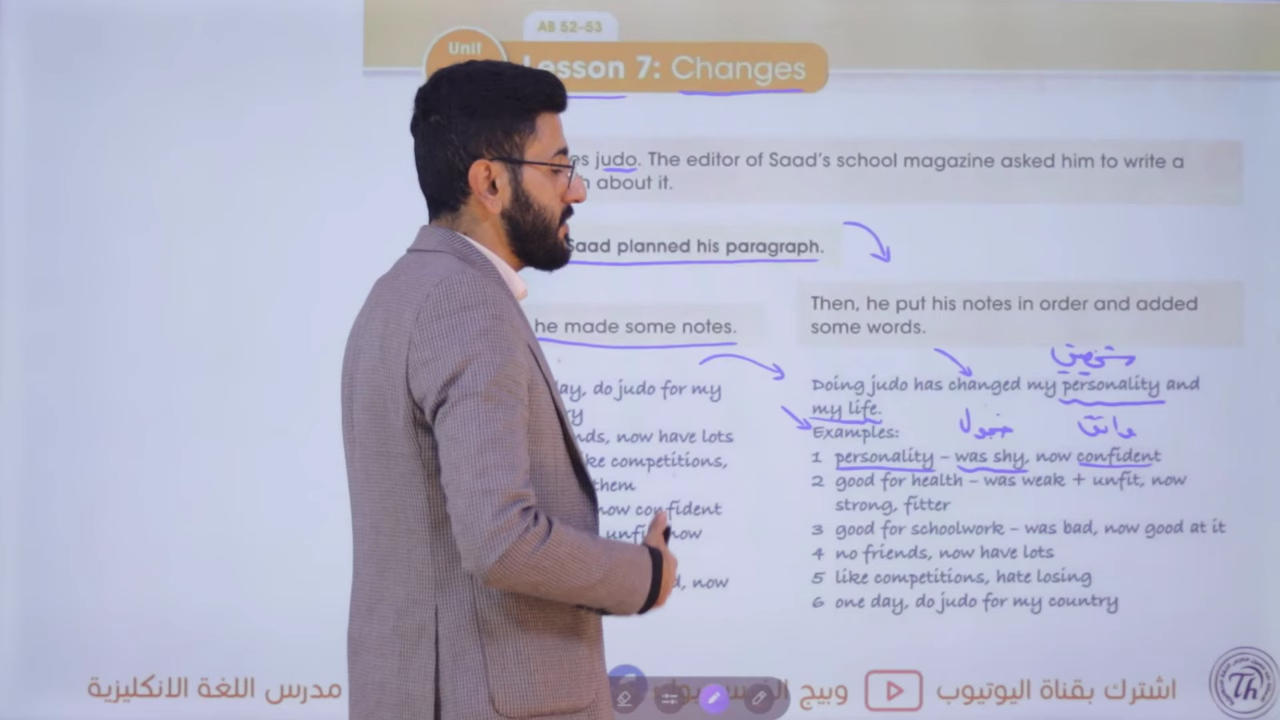 AB 52–53
Unit
Lesson 7: Changes
judo. The editor of Saad's school magazine asked him to write a
about it.
Saad planned his paragraph.
he made some notes.
Then, he put his notes in order and added
some words.
do judo for my
now have lots
competitions,
them
now confident
now
now
شخصيتي
Doing judo has changed my personality and
my life.
خجول واثق
Examples:
1 personality – was shy, now confident
2 good for health – was weak + unfit, now
strong, fitter
3 good for schoolwork – was bad, now good at it
4 no friends, now have lots
5 like competitions, hate losing
6 one day, do judo for my country
اشترك بقناة اليوتيوب وبيج
مدرس اللغة الانكليزية
Th